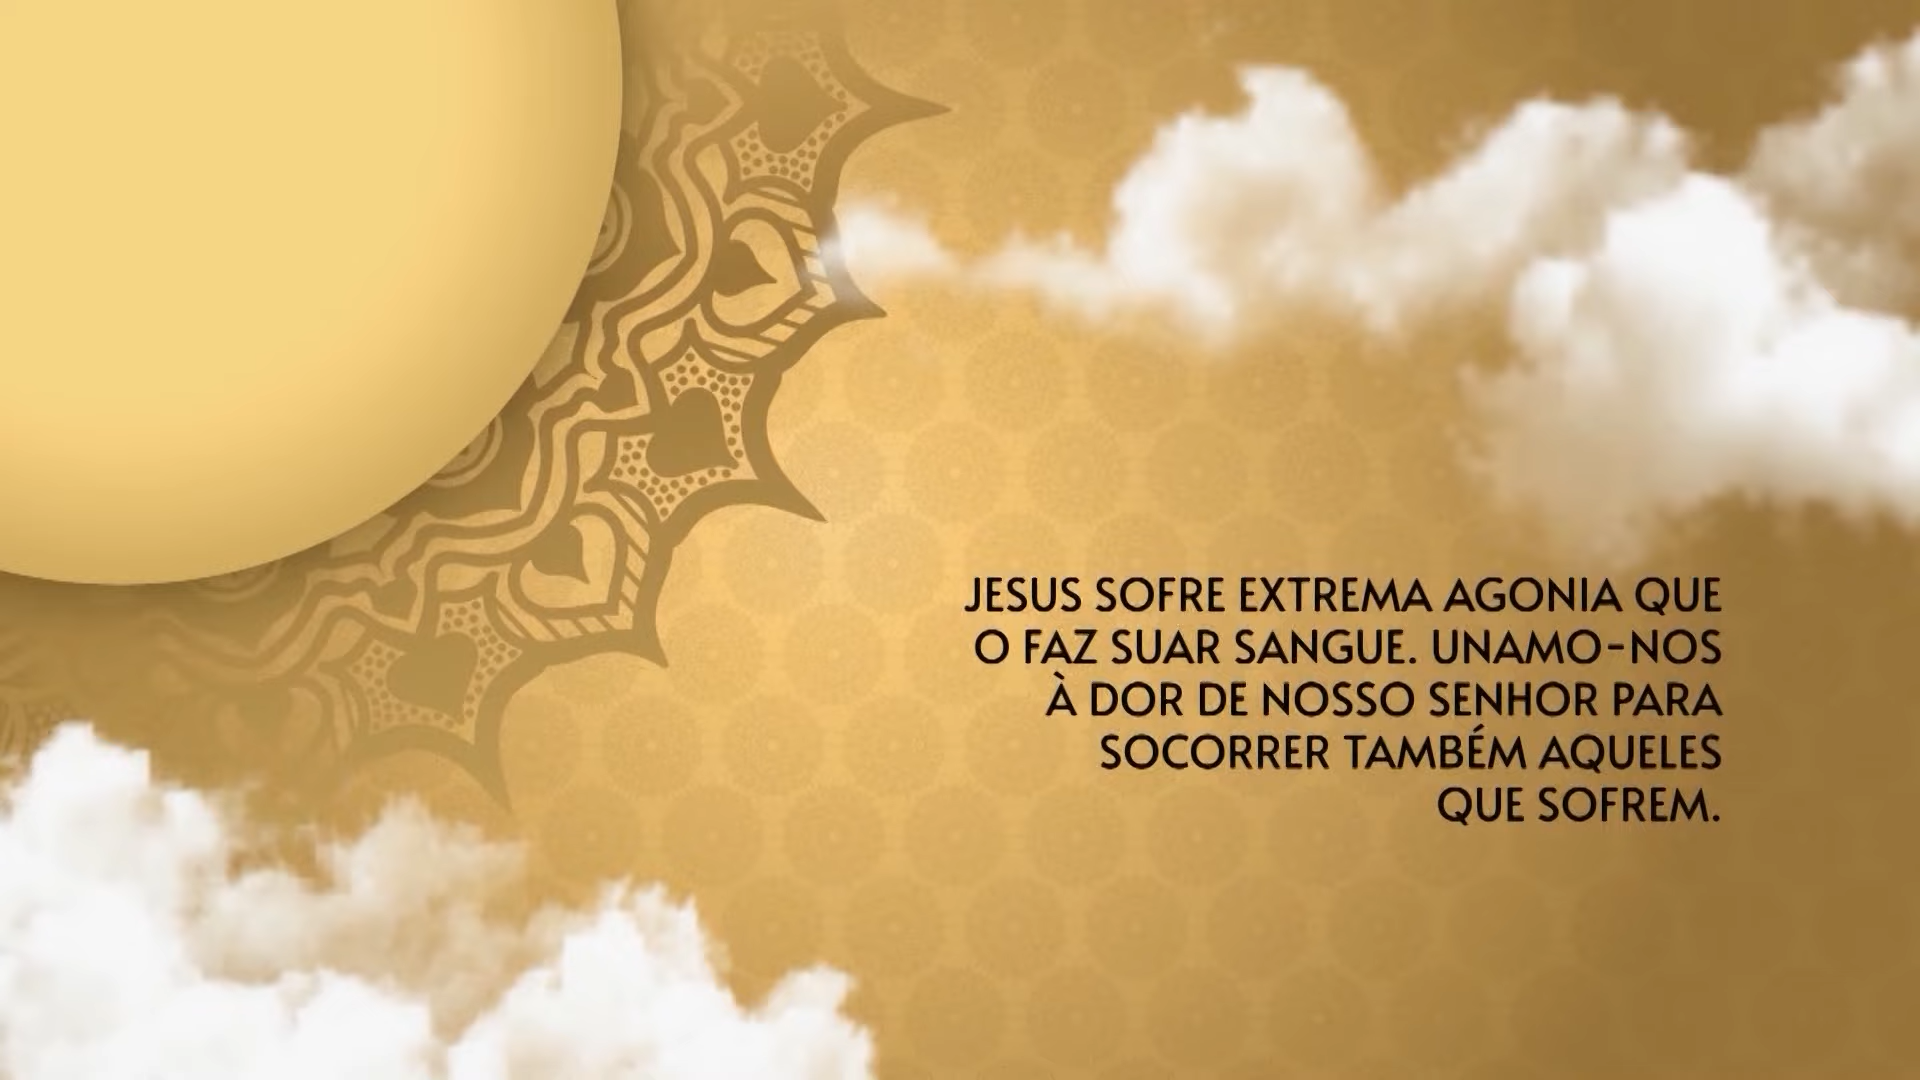 JESUS SOFRE EXTREMA AGONIA QUE
O FAZ SUAR SANGUE. UNAMO-NOS
À DOR DE NOSSO SENHOR PARA
SOCORRER TAMBÉM AQUELES
QUE SOFREM.